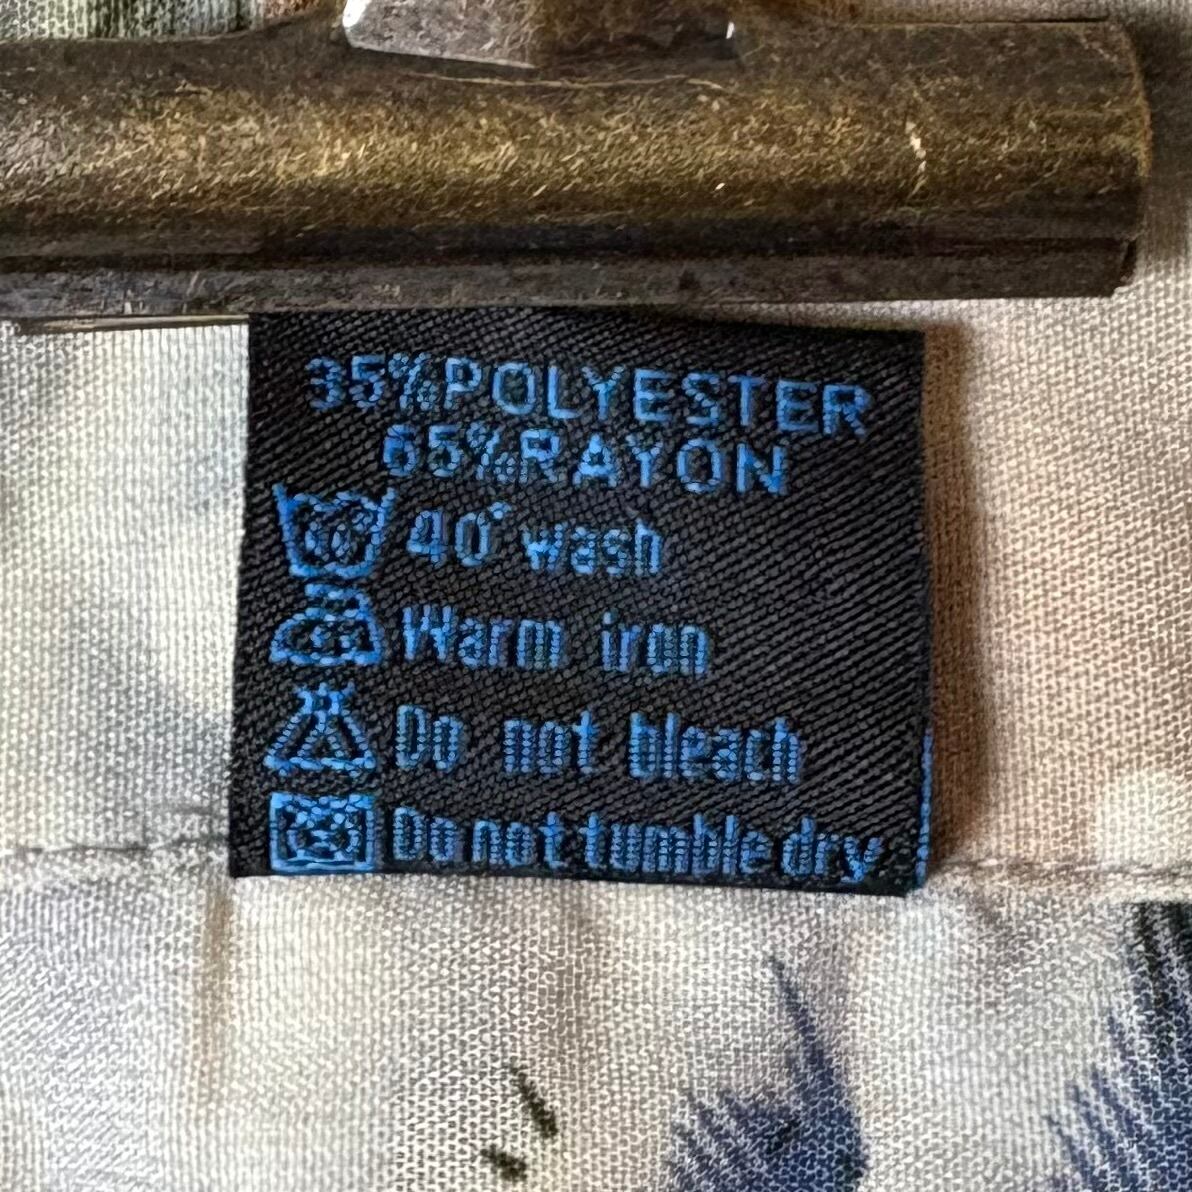 35%POLYESTER
65%RAYON
40° wash
Warm iron
Do not bleach
Do not tumble dry